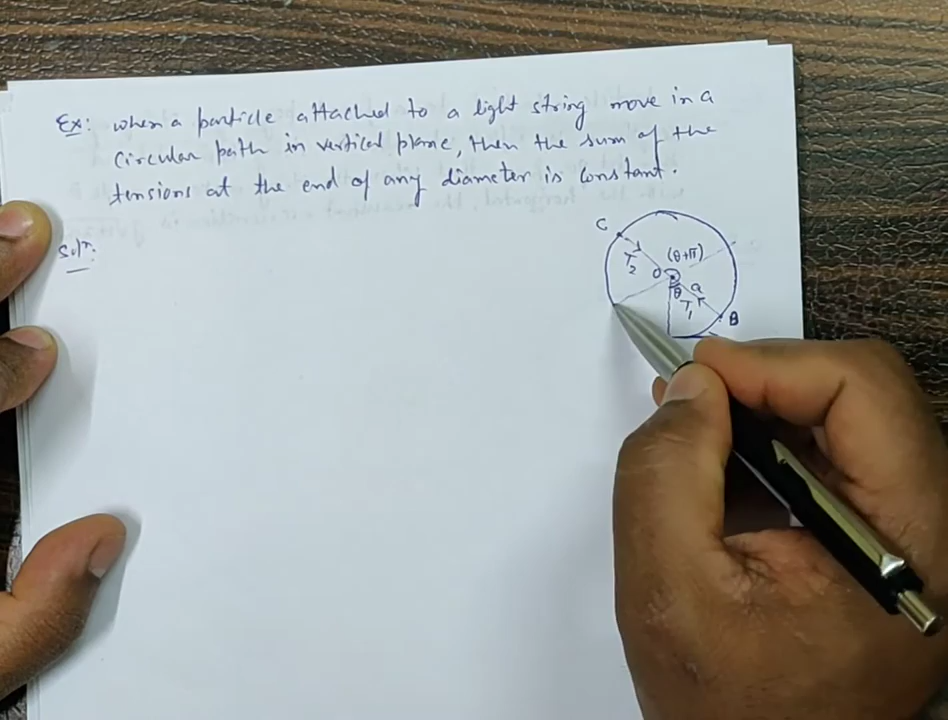 Ex: when a particle attached to a light string move in a
circular path in vertical plane, then the sum of the
tensions at the end of any diameter is constant.
Solⁿ:
C
T₂
(θ+π)
O
θ
a
T₁
B